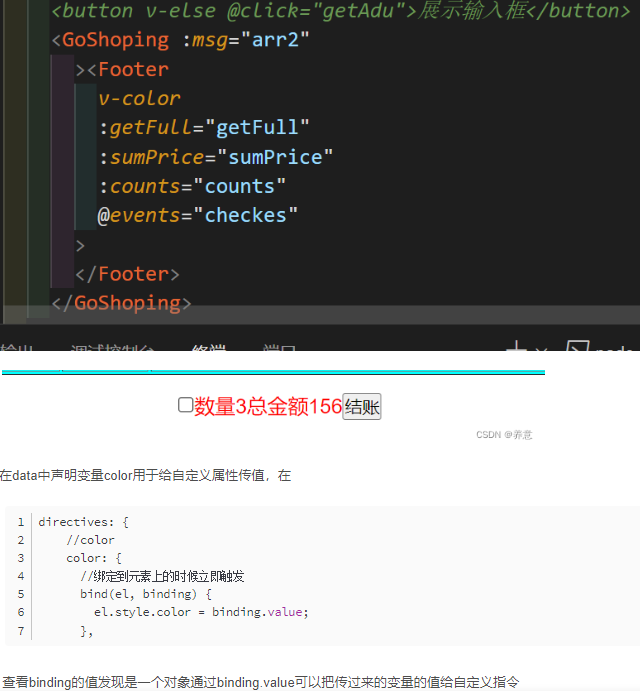 <button v-else @click="getAdu">展示输入框</button>
<GoShoping :msg="arr2"
><Footer
v-color
:getFull="getFull"
:sumPrice="sumPrice"
:counts="counts"
@events="checkes"
>
</Footer>
</GoShoping>
输出 调试控制台 终端 端口 node
数量3总金额156结账
CSDN @养意
在data中声明变量color用于给自定义属性传值，在
1 directives: {
2 //color
3 color: {
4 //绑定到元素上的时候立即触发
5 bind(el, binding) {
6 el.style.color = binding.value;
7 },
查看binding的值发现是一个对象通过binding.value可以把传过来的变量的值给自定义指令